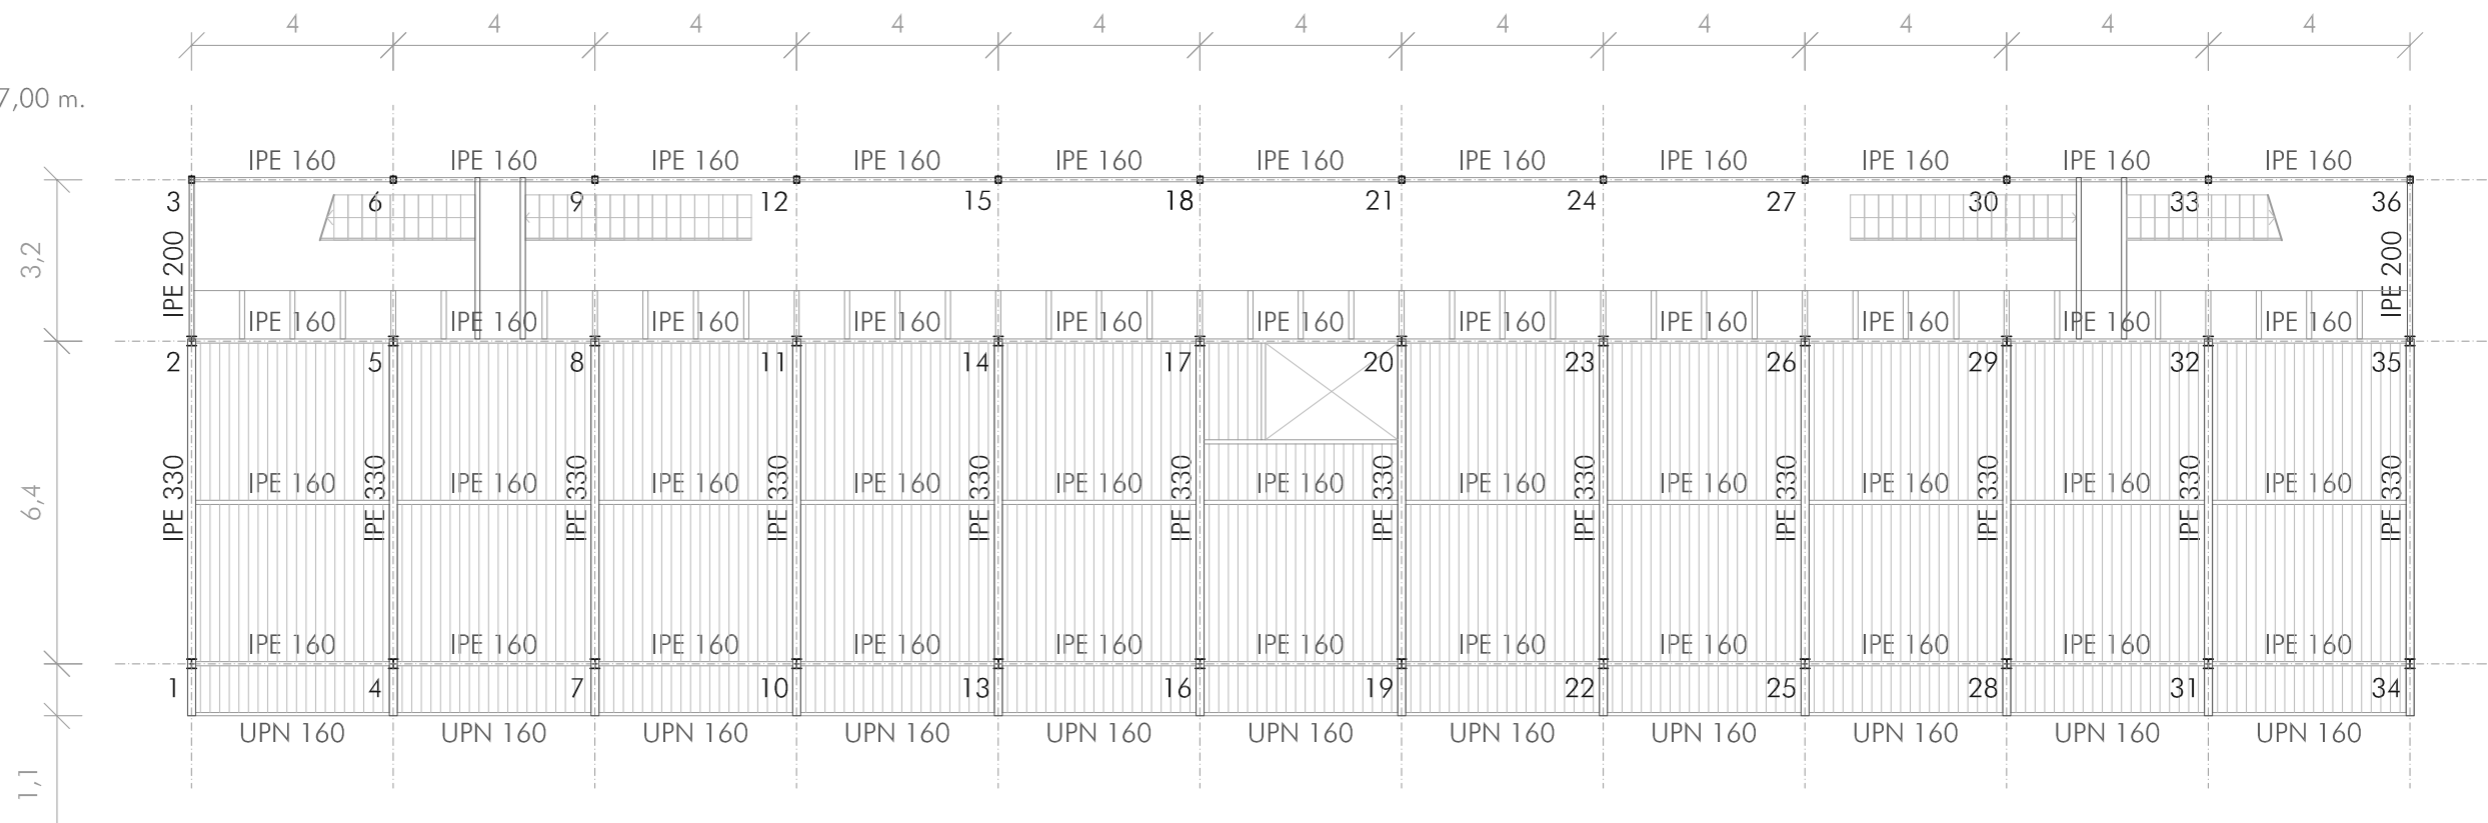 4 4 4 4 4 4 4 4 4 4 4
7,00 m.
IPE 160 IPE 160 IPE 160 IPE 160 IPE 160 IPE 160 IPE 160 IPE 160 IPE 160 IPE 160 IPE 160
3 6 9 12 15 18 21 24 27 30 33 36
3,2
IPE 200 IPE 200
IPE 160 IPE 160 IPE 160 IPE 160 IPE 160 IPE 160 IPE 160 IPE 160 IPE 160 IPE 160 IPE 160
2 5 8 11 14 17 20 23 26 29 32 35
IPE 160 IPE 160 IPE 160 IPE 160 IPE 160 IPE 160 IPE 160 IPE 160 IPE 160 IPE 160 IPE 160
6,4
IPE 330 IPE 330 IPE 330 IPE 330 IPE 330 IPE 330 IPE 330 IPE 330 IPE 330 IPE 330 IPE 330 IPE 330
IPE 160 IPE 160 IPE 160 IPE 160 IPE 160 IPE 160 IPE 160 IPE 160 IPE 160 IPE 160 IPE 160
1 4 7 10 13 16 19 22 25 28 31 34
UPN 160 UPN 160 UPN 160 UPN 160 UPN 160 UPN 160 UPN 160 UPN 160 UPN 160 UPN 160 UPN 160
1,1